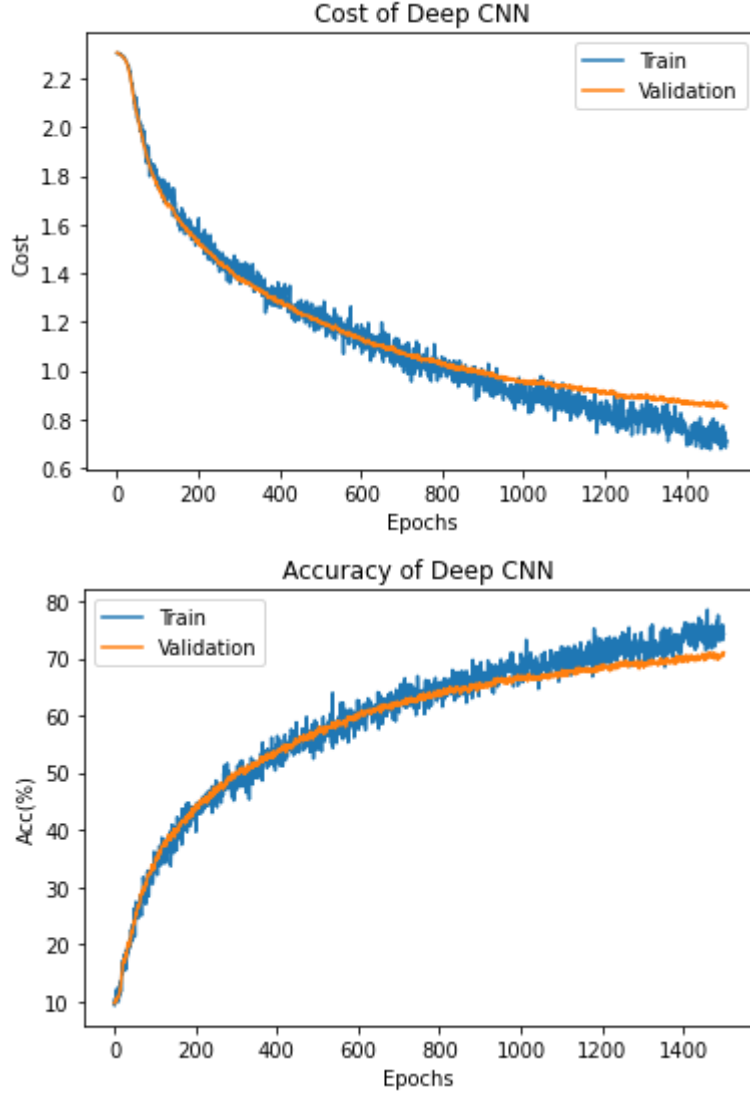 Cost of Deep CNN
Train
Validation
2.2
2.0
1.8
1.6
1.4
1.2
1.0
0.8
0.6
Cost
0 200 400 600 800 1000 1200 1400
Epochs
Accuracy of Deep CNN
Train
Validation
80
70
60
50
40
30
20
10
Acc(%)
0 200 400 600 800 1000 1200 1400
Epochs